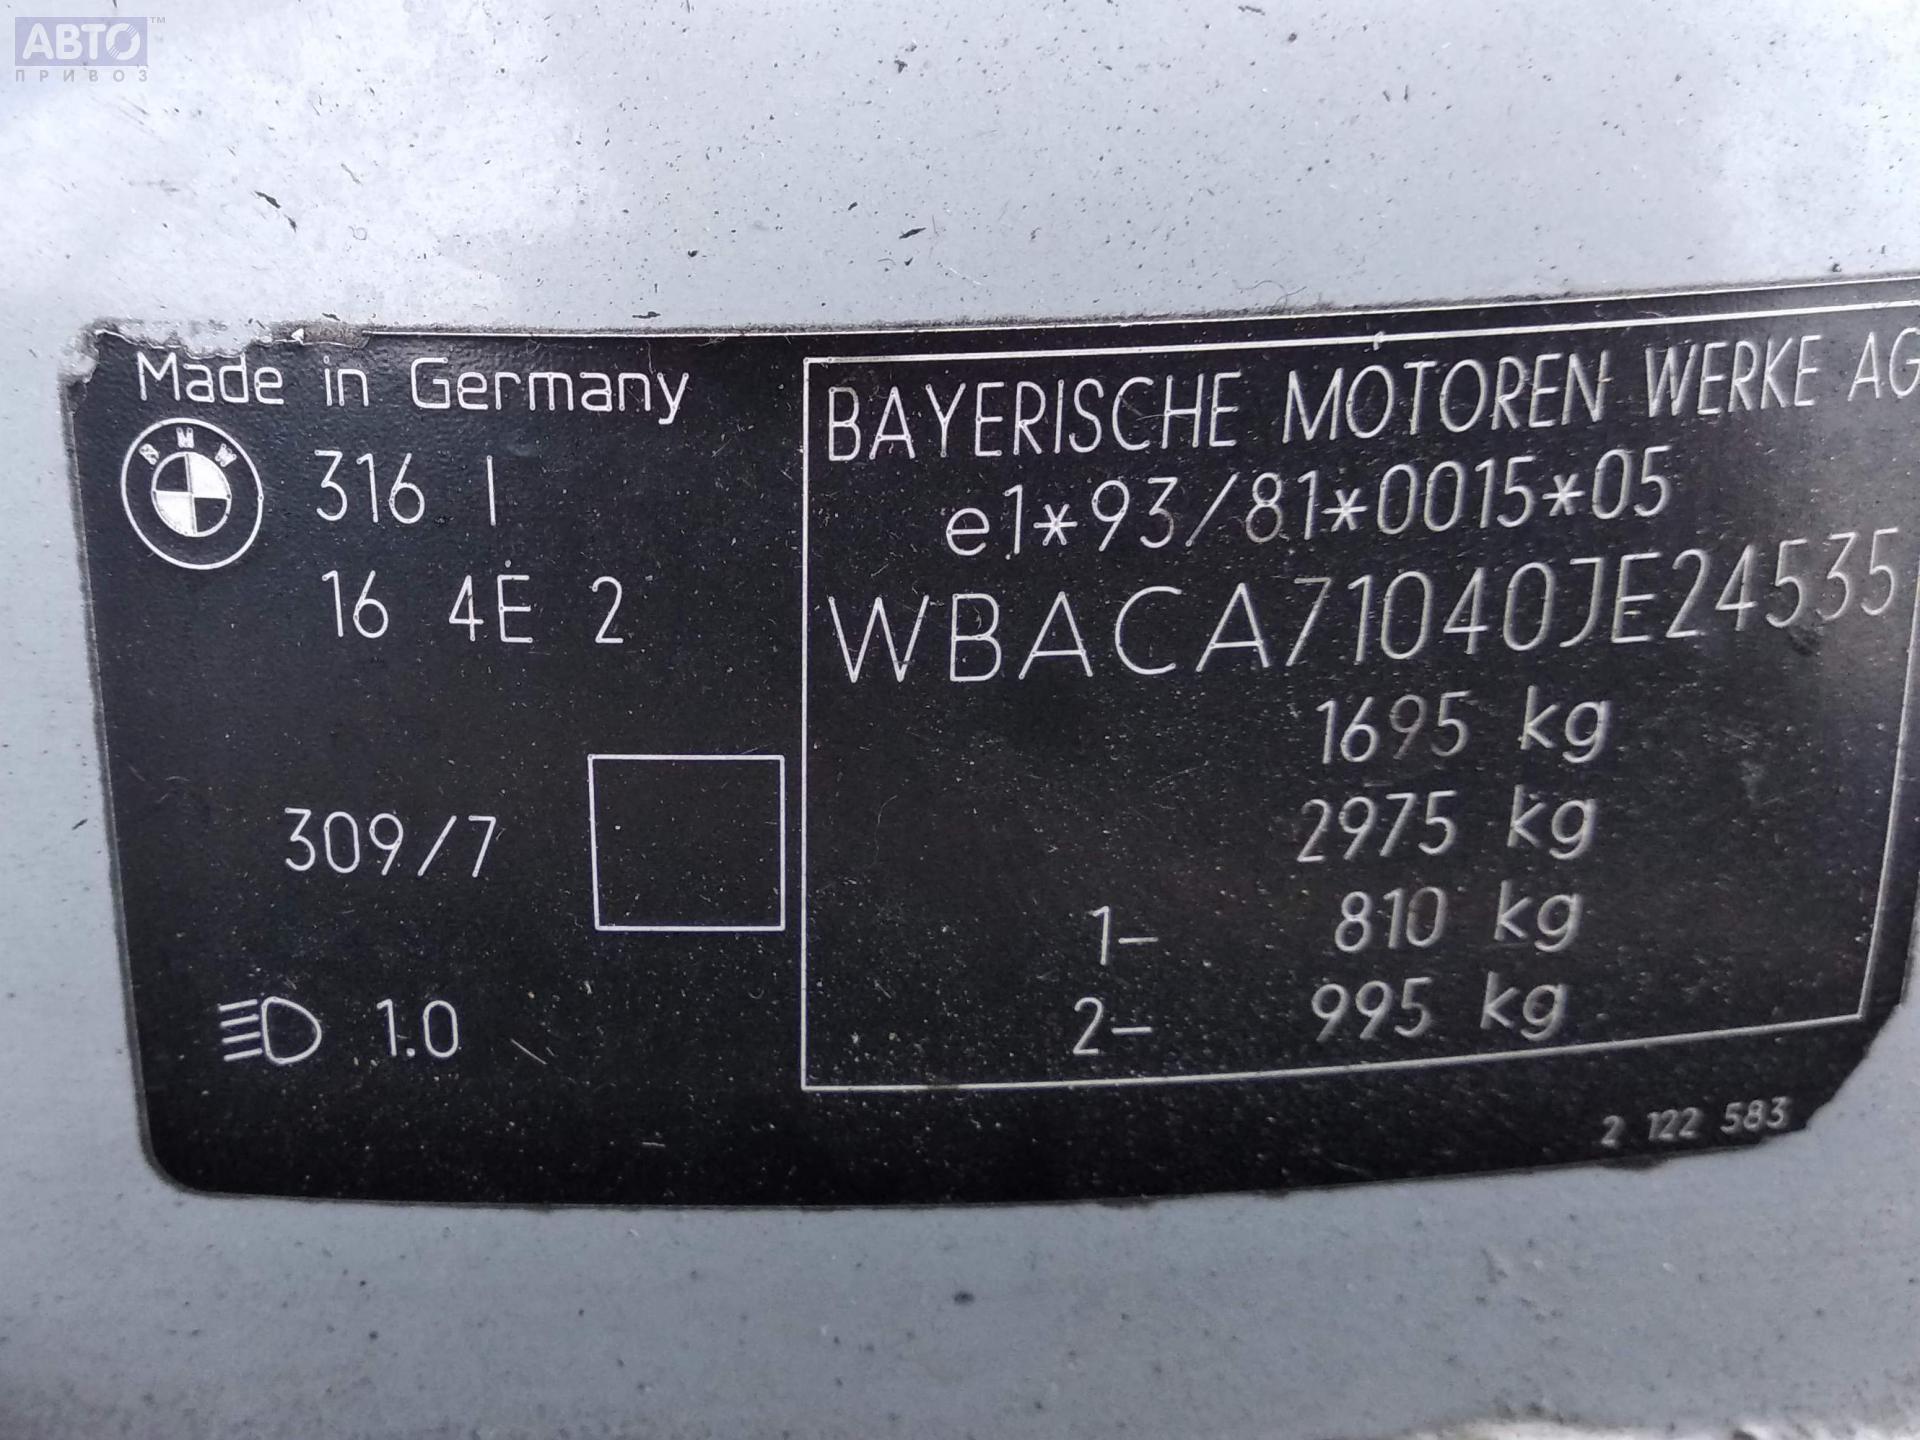 АВТО™
ПРИВОЗ
Made in Germany
BMW
316 I
16 4E 2
309/7
1.0
BAYERISCHE MOTOREN WERKE AG
e1*93/81*0015*05
WBACA71040JE24535
1695 kg
2975 kg
1- 810 kg
2- 995 kg
2 122 583